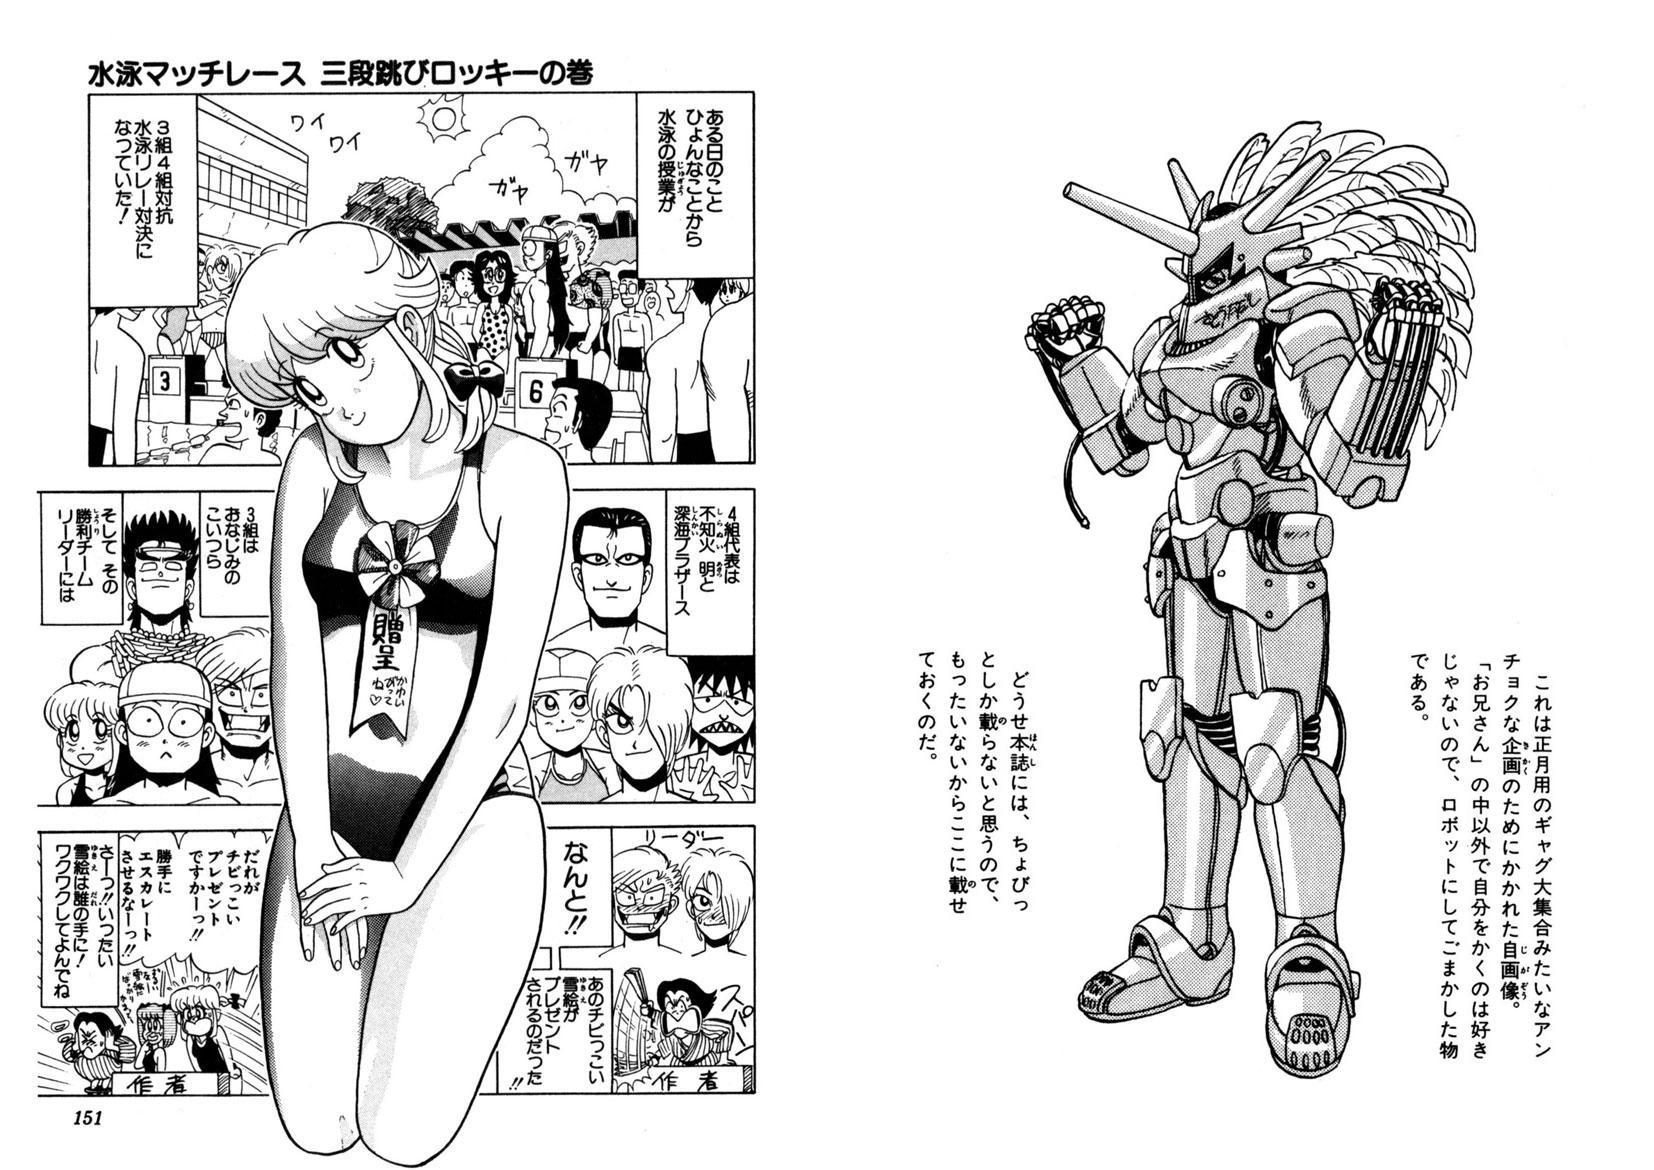 これは正月用のギャグ大集合みたいなアン
チョクな企画のためにかかれた自画像。
「お兄さん」の中以外で自分をかくのは好き
じゃないので、ロボットにしてごまかした物
である。
どうせ本誌には、ちょびっ
としか載らないと思うので、
もったいないからここに載せ
ておくのだ。
水泳マッチレース 三段跳びロッキーの巻
ある日のこと
ひょんなことから
水泳の授業が
ガヤ
ガヤ
ワイ
ワイ
3組4組対抗
水泳リレー対決に
なっていた!
3
6
4組代表は
不知火 明と
深海ブラザース
3組は
おなじみの
こいつら
そして その
勝利チーム
リーダーには
贈呈
かわいい
がって
ね♡
リーダー
なんと!!
あのチビっこい
雪絵が
プレゼント
されるのだった
!!
スパ
作者
だれが
チビっこい
プレゼント
ですかーっ!!
勝手に
エスカレート
させるなーっ!!
さーっ!!いったい
雪絵は誰の手に!
ワクワクしてよんでね
作者
151